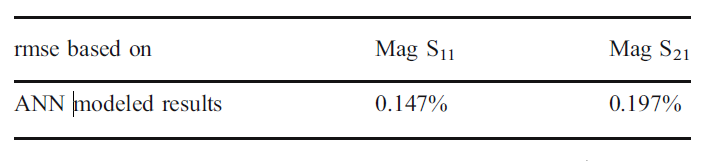 rmse based on Mag S11 Mag S21
ANN modeled results 0.147% 0.197%